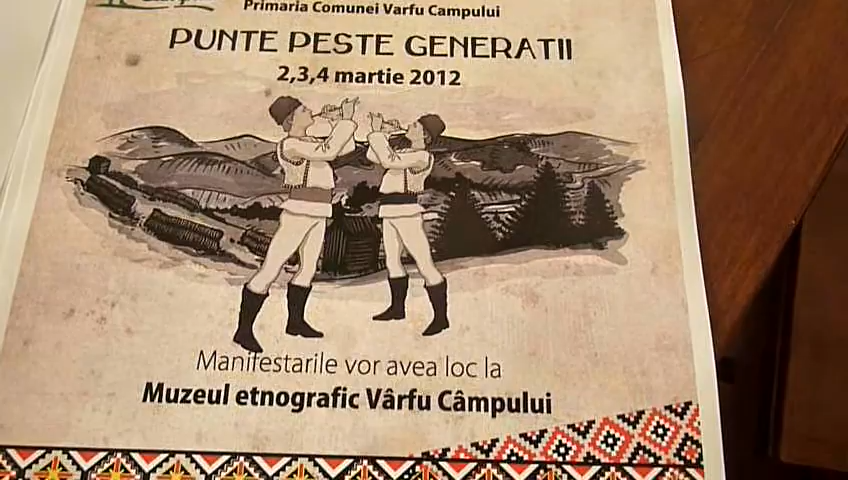 Primaria Comunei Varfu Campului
PUNTE PESTE GENERATII
2,3,4 martie 2012
Manifestarile vor avea loc la
Muzeul etnografic Vârfu Câmpului